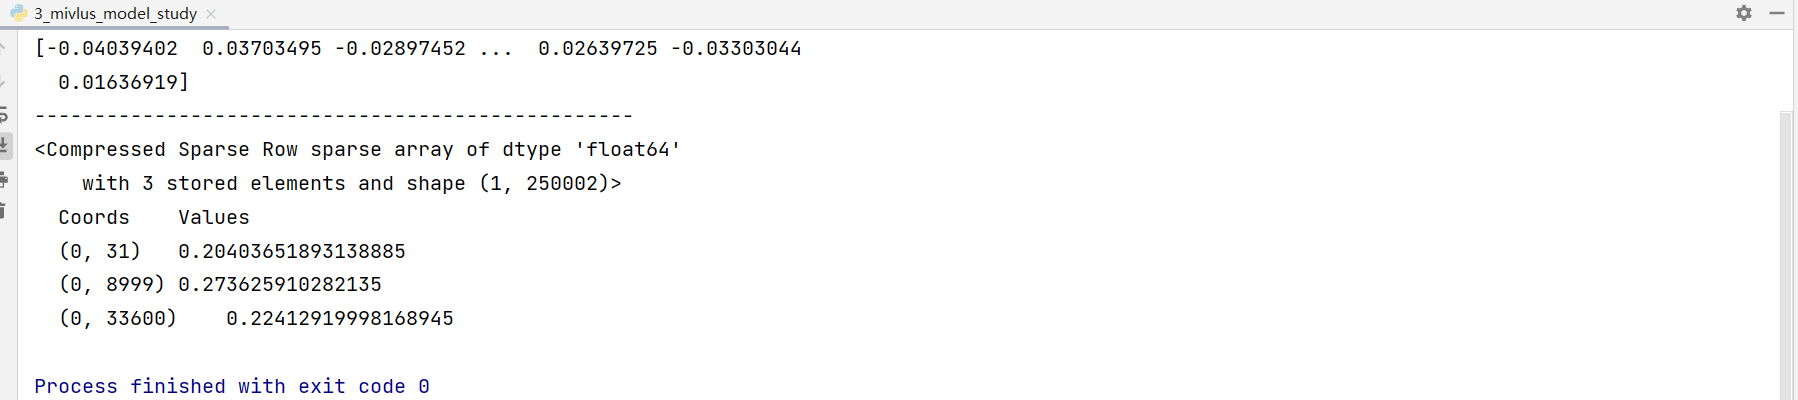 3_mivlus_model_study
[-0.04039402  0.03703495 -0.02897452 ...  0.02639725 -0.03303044
  0.01636919]
--------------------------------------------------
<Compressed Sparse Row sparse array of dtype 'float64'
    with 3 stored elements and shape (1, 250002)>
  Coords    Values
  (0, 31)   0.20403651893138885
  (0, 8999) 0.273625910282135
  (0, 33600)    0.22412919998168945
Process finished with exit code 0